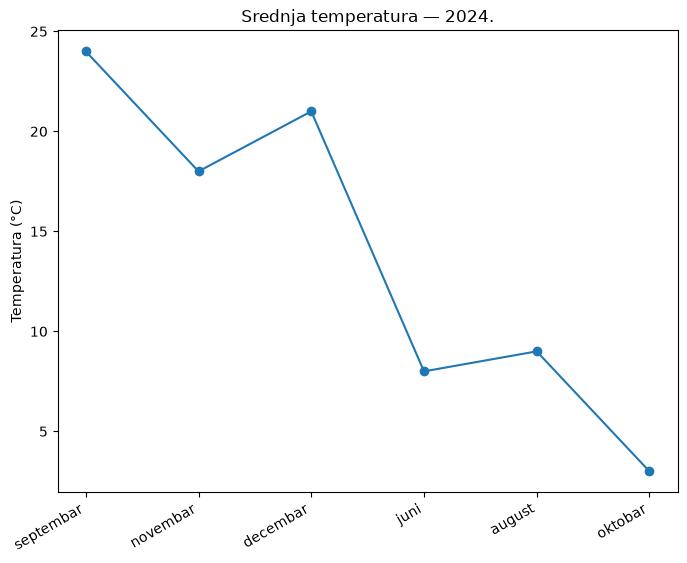 Srednja temperatura — 2024.
Temperatura (°C)
25
20
15
10
5
septembar
novembar
decembar
juni
august
oktobar